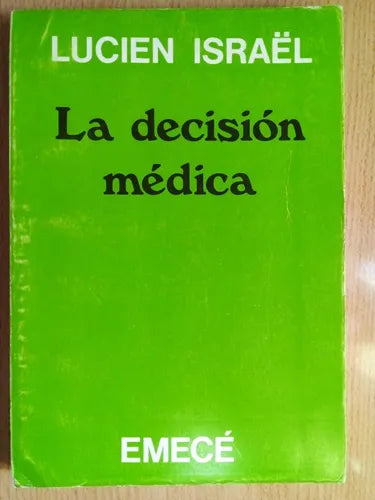 LUCIEN ISRAËL
La decisión
médica
EMECÉ